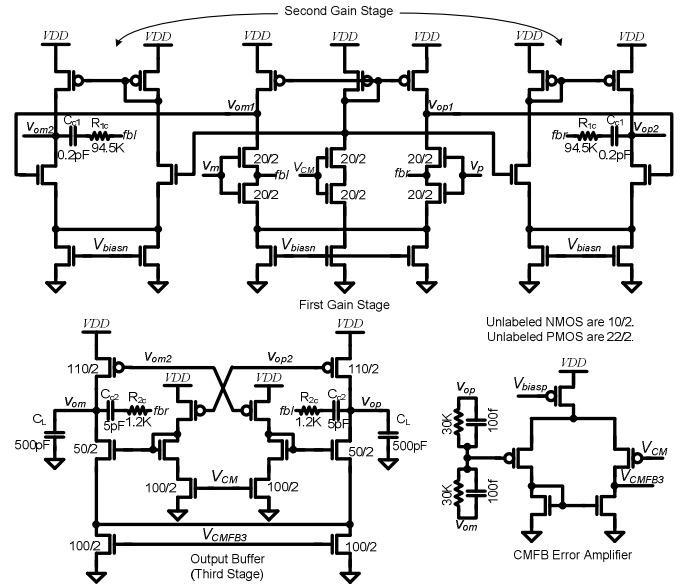 Second Gain Stage
VDD VDD VDD VDD VDD VDD VDD
Vom1 Vop1
Vom2 Cc1 R1c fbl
0.2pF 94.5K
fbr R1c Cc1 Vop2
94.5K 0.2pF
20/2 20/2 20/2
Vm fbl VCM fbr Vp
20/2 20/2 20/2
Vbiasn Vbiasn
First Gain Stage
Unlabeled NMOS are 10/2.
Unlabeled PMOS are 22/2.
VDD VDD
110/2 Vom2 Vop2 110/2
VDD VDD
Vom Cc2 R2c fbr
5pF 1.2K
fbl R2c Cc2 Vop
1.2K 5pF
CL CL
500pF 500pF
50/2 50/2
100/2 VCM 100/2
VCMFB3
100/2 100/2
Output Buffer
(Third Stage)
VDD
Vbiasp
Vop
30K 100f
30K 100f
Vom
VCM
VCMFB3
CMFB Error Amplifier